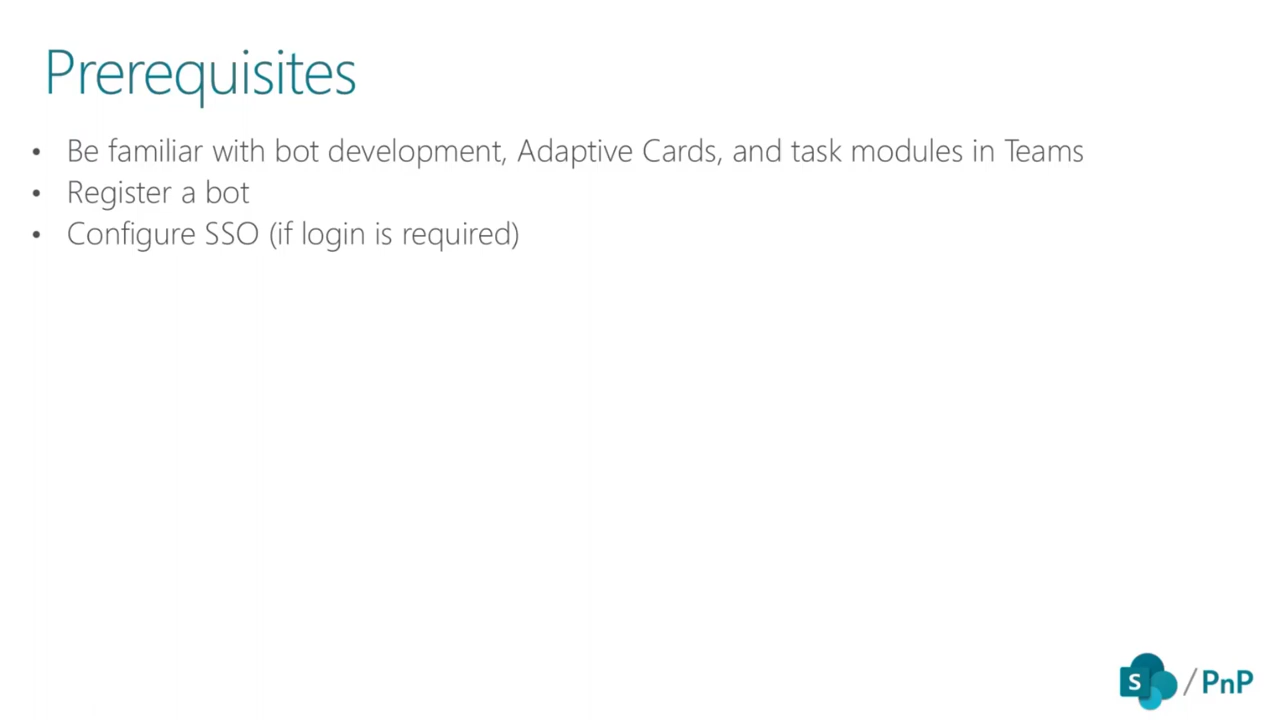 Prerequisites
• Be familiar with bot development, Adaptive Cards, and task modules in Teams
• Register a bot
• Configure SSO (if login is required)
S / PnP